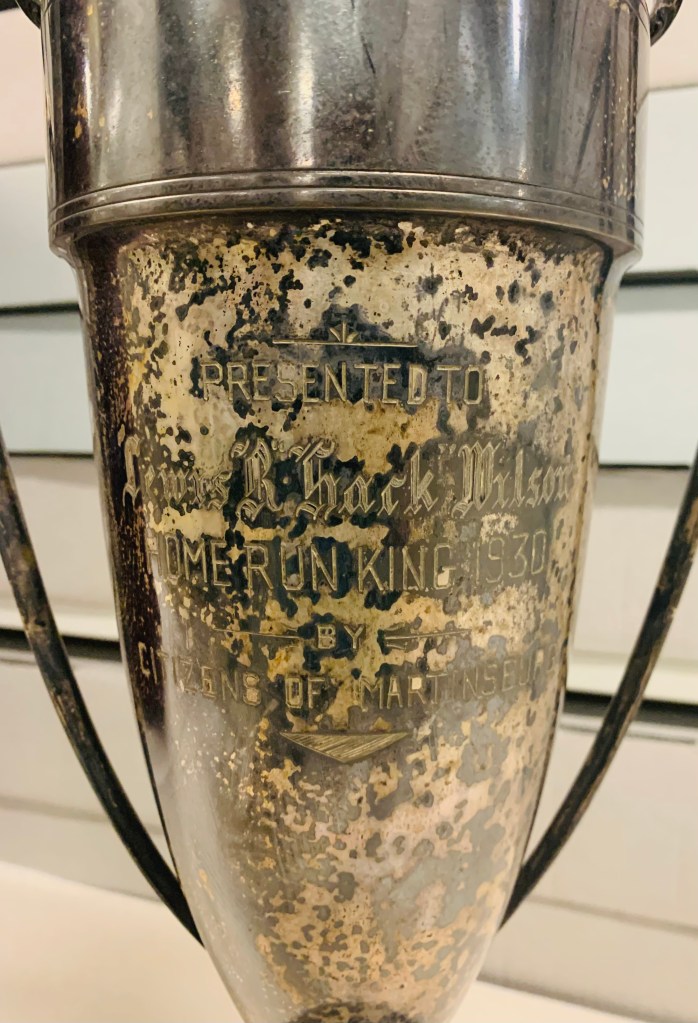 PRESENTED TO
Lewis R. "Hack" Wilson
HOME RUN KING 1930
BY
CITIZENS OF MARTINSBURG